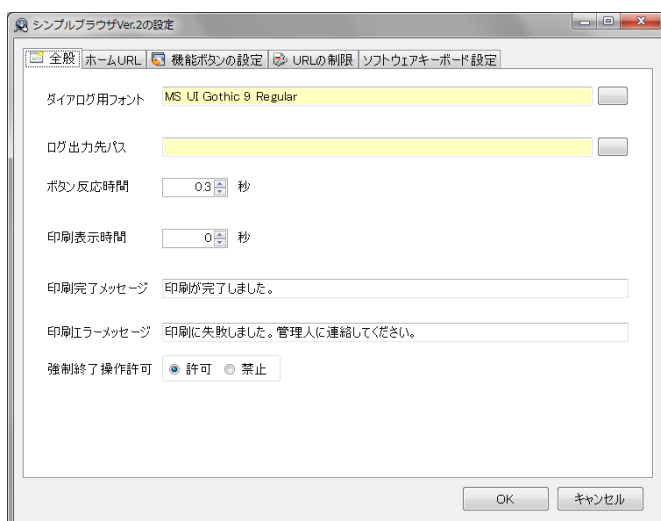 シンプルブラウザVer.2の設定
全般 ホームURL 機能ボタンの設定 URLの制限 ソフトウェアキーボード設定
ダイアログ用フォント MS UI Gothic 9 Regular
ログ出力先パス
ボタン反応時間 0.3 秒
印刷表示時間 0 秒
印刷完了メッセージ 印刷が完了しました。
印刷エラーメッセージ 印刷に失敗しました。管理人に連絡してください。
強制終了操作許可 許可 禁止
OK キャンセル